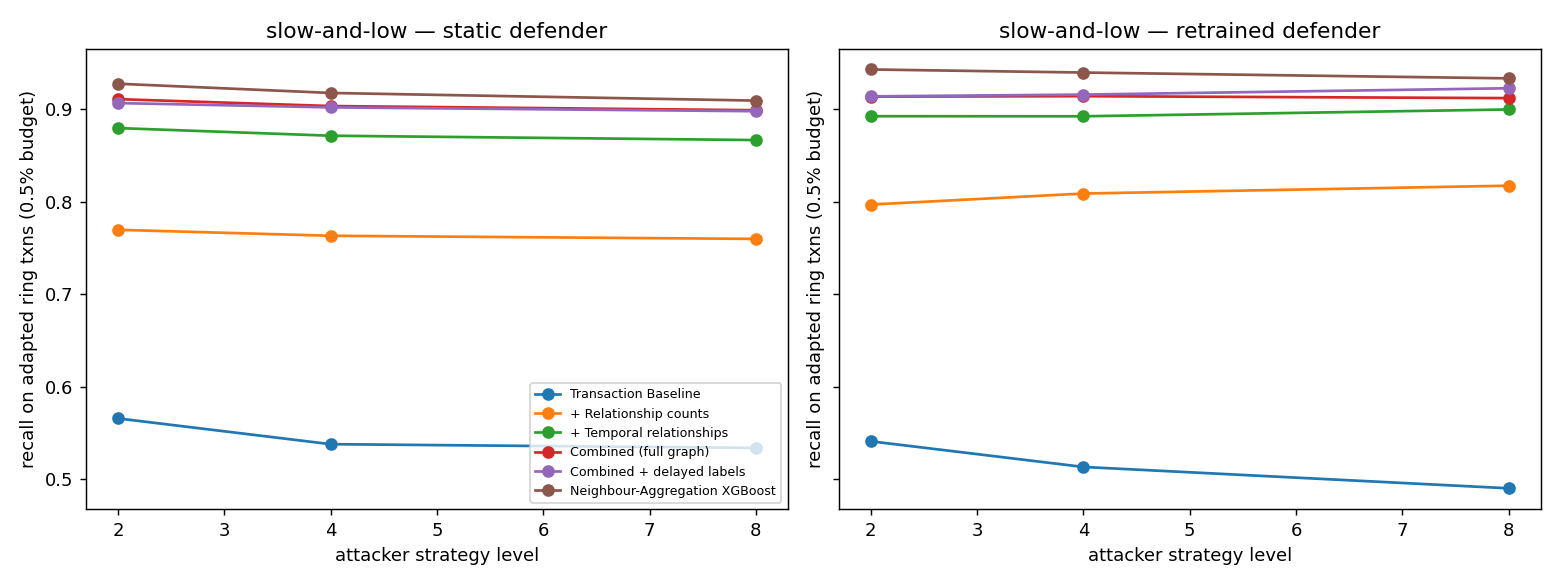 slow-and-low — static defender
recall on adapted ring txns (0.5% budget)
0.9
0.8
0.7
0.6
0.5
Transaction Baseline
+ Relationship counts
+ Temporal relationships
Combined (full graph)
Combined + delayed labels
Neighbour-Aggregation XGBoost
2 3 4 5 6 7 8
attacker strategy level
slow-and-low — retrained defender
recall on adapted ring txns (0.5% budget)
2 3 4 5 6 7 8
attacker strategy level